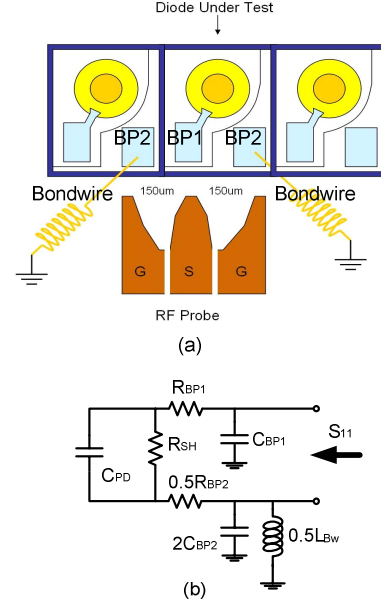 Diode Under Test
BP2 BP1 BP2
Bondwire Bondwire
150um 150um
G S G
RF Probe
(a)
RBP1
RSH
CBP1
S11
CPD
0.5RBP2
2CBP2
0.5LBw
(b)